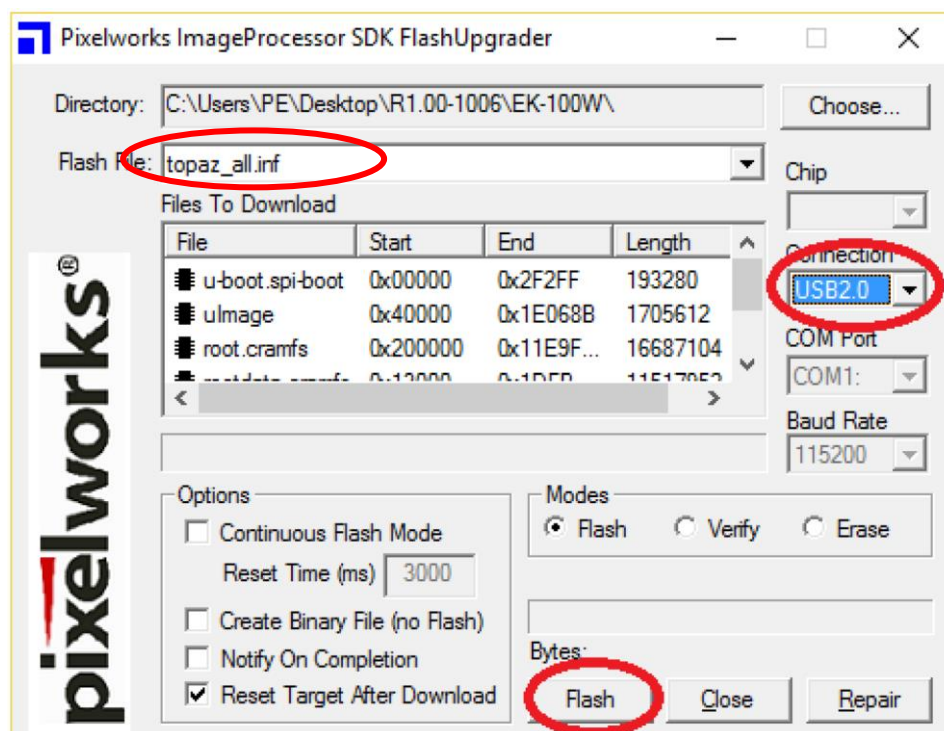 Pixelworks ImageProcessor SDK FlashUpgrader
Directory: C:\Users\PE\Desktop\R1.00-1006\EK-100W\ Choose...
Flash File: topaz_all.inf
Chip
Files To Download
File Start End Length
Connection
u-boot.spi-boot 0x00000 0x2F2FF 193280
USB2.0
uImage 0x40000 0x1E068B 1705612
root.cramfs 0x200000 0x11E9F... 16687104
COM Port
COM1:
Baud Rate
115200
pixelworks®
Options
Continuous Flash Mode
Reset Time (ms) 3000
Create Binary File (no Flash)
Notify On Completion
Reset Target After Download
Modes
Flash Verify Erase
Bytes:
Flash Close Repair